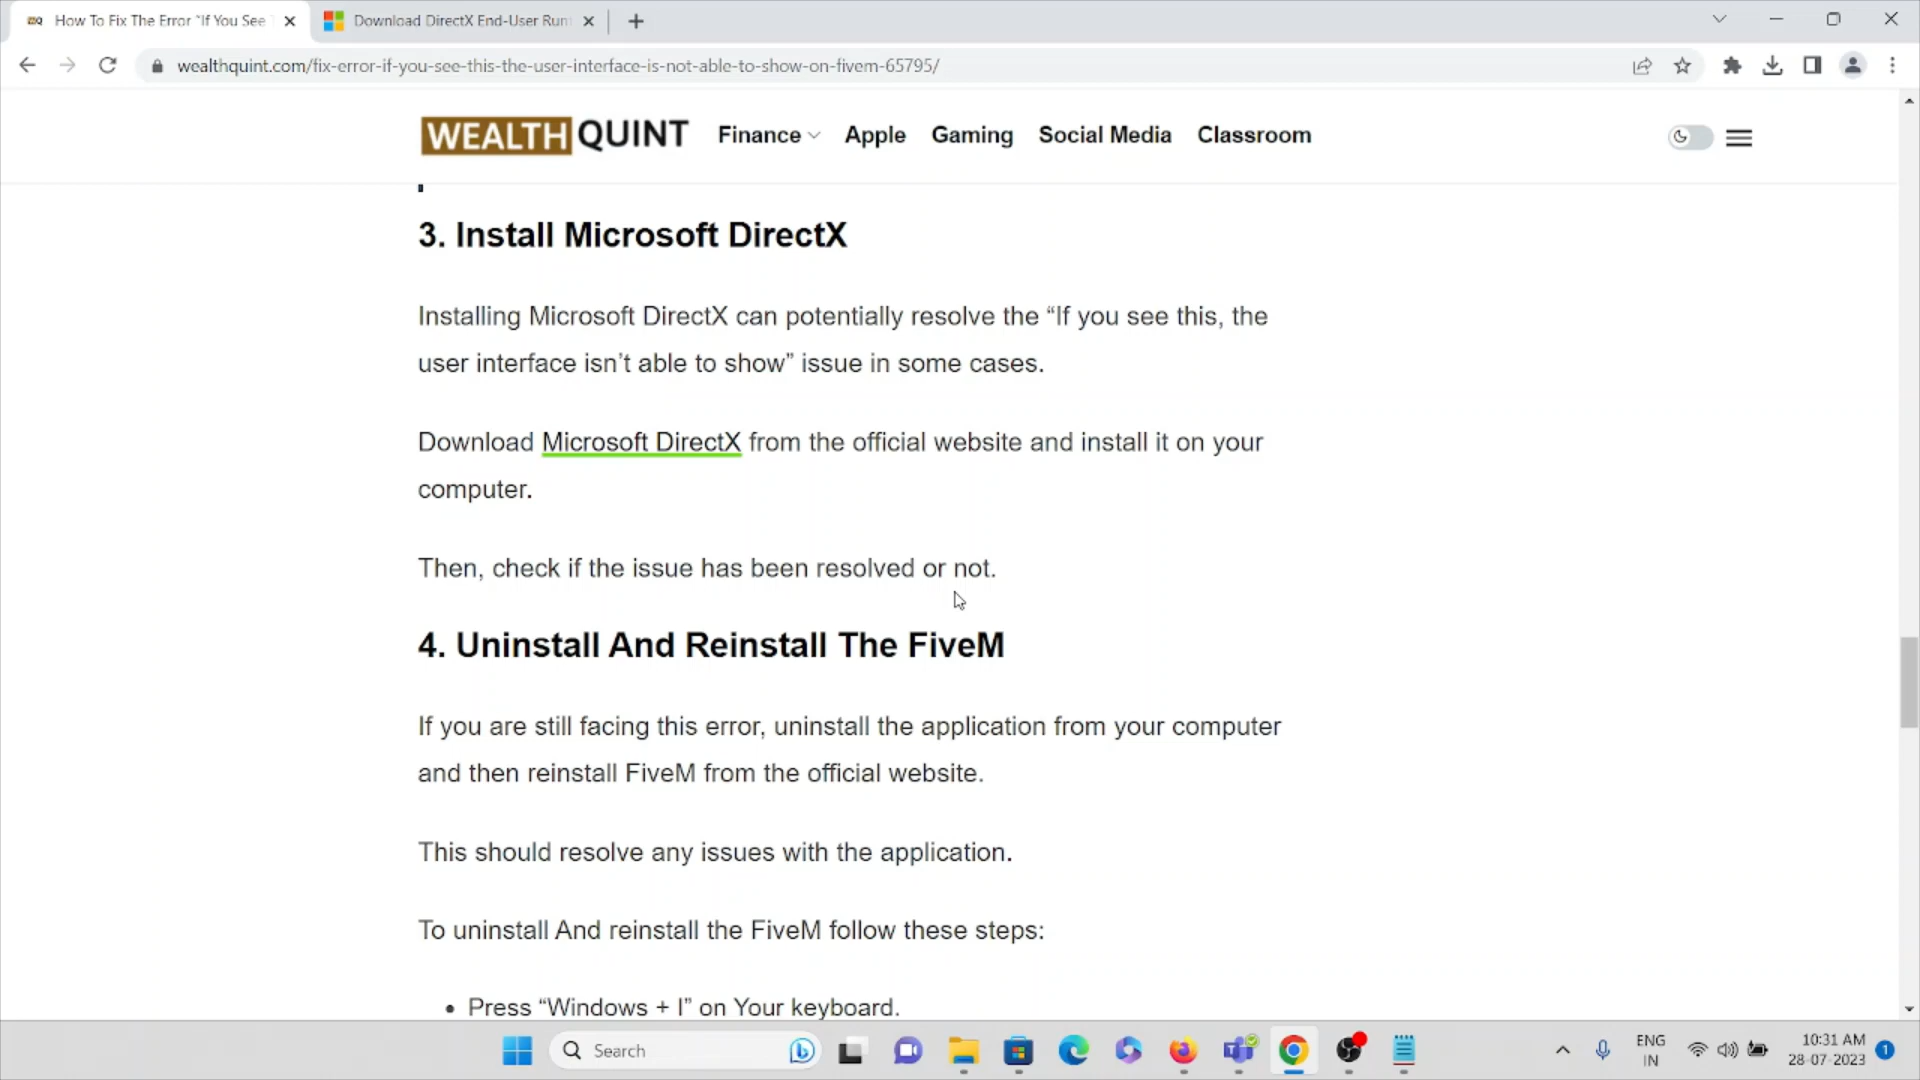 How To Fix The Error "If You See
Download DirectX End-User Run
wealthquint.com/fix-error-if-you-see-this-the-user-interface-is-not-able-to-show-on-fivem-65795/
WEALTH QUINT
Finance
Apple
Gaming
Social Media
Classroom
3. Install Microsoft DirectX
Installing Microsoft DirectX can potentially resolve the “If you see this, the
user interface isn’t able to show” issue in some cases.
Download Microsoft DirectX from the official website and install it on your
computer.
Then, check if the issue has been resolved or not.
4. Uninstall And Reinstall The FiveM
If you are still facing this error, uninstall the application from your computer
and then reinstall FiveM from the official website.
This should resolve any issues with the application.
To uninstall And reinstall the FiveM follow these steps:
• Press “Windows + I” on Your keyboard.
Search
ENG
IN
10:31 AM
28-07-2023
1